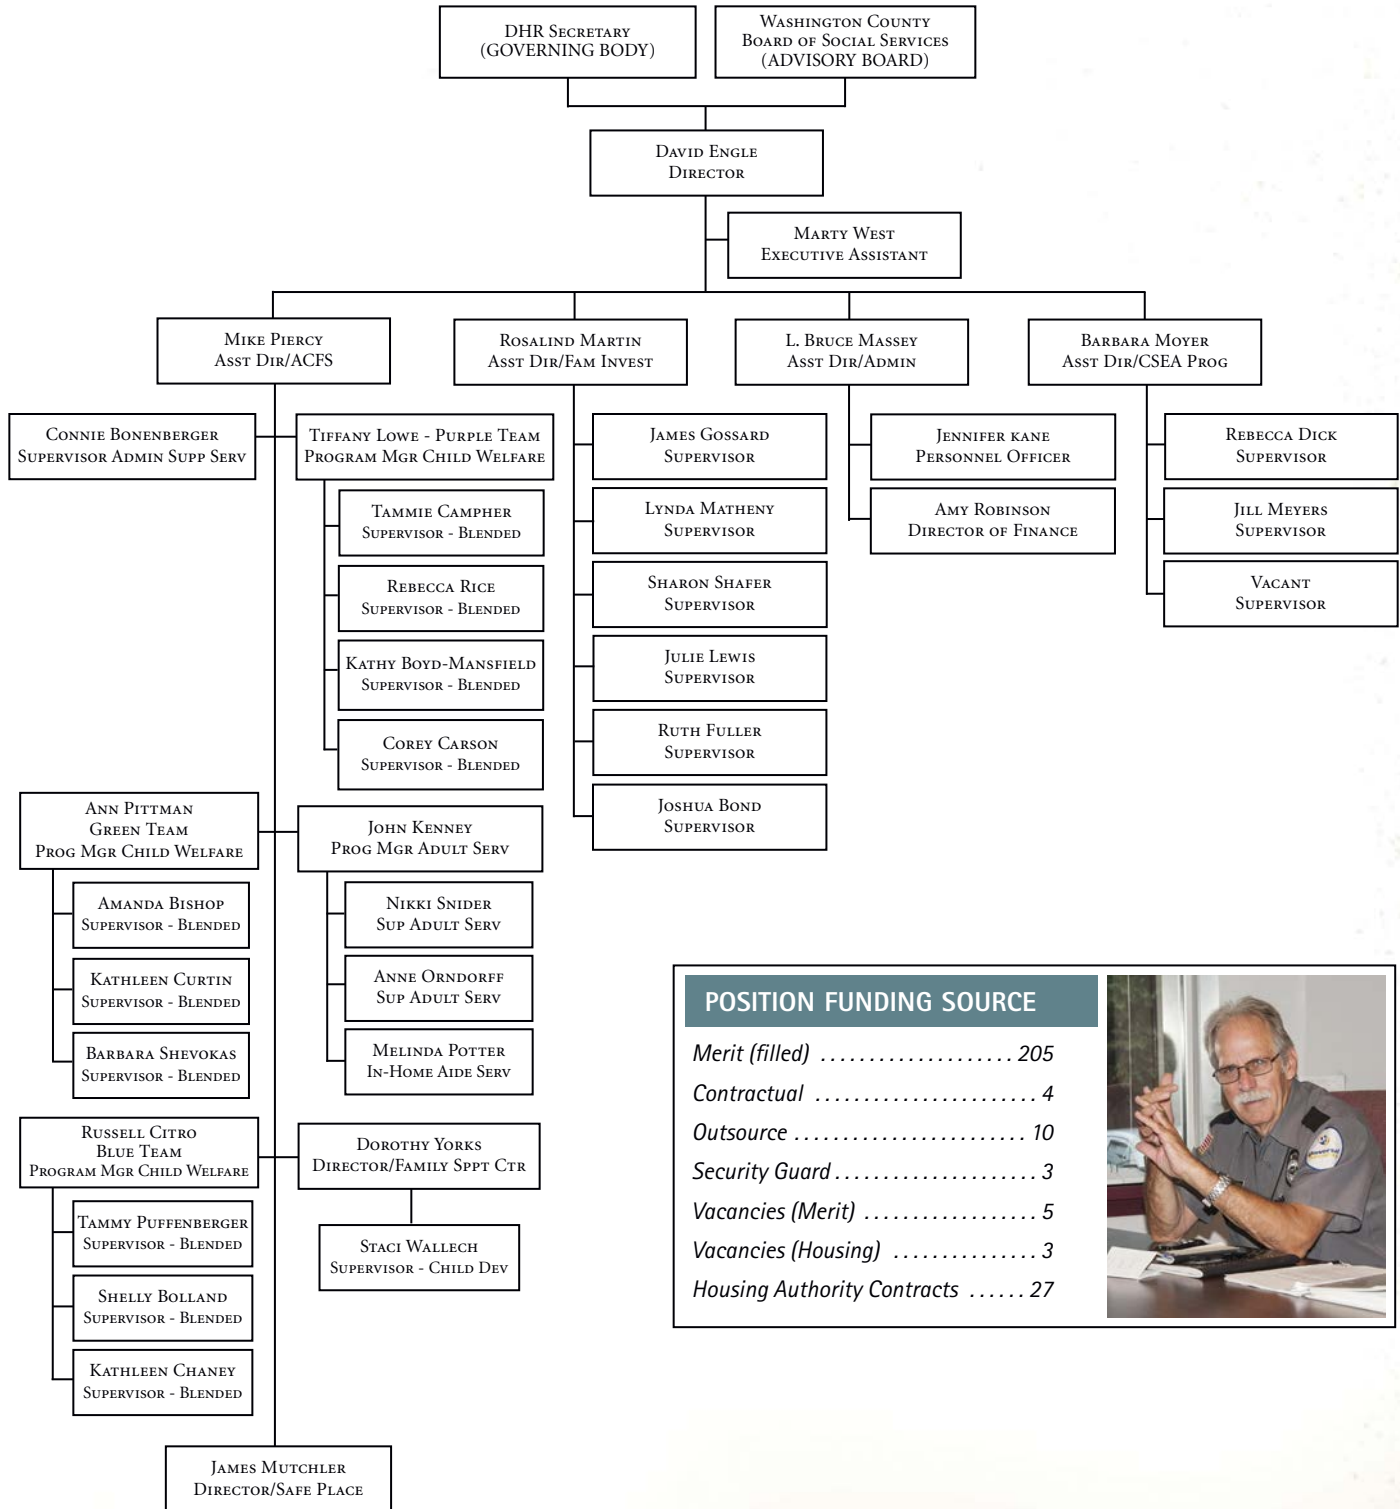 DHR Secretary
(GOVERNING BODY)
Washington County
Board of Social Services
(ADVISORY BOARD)
David Engle
Director
Marty West
Executive Assistant
Mike Piercy
Asst Dir/ACFS
Rosalind Martin
Asst Dir/Fam Invest
L. Bruce Massey
Asst Dir/Admin
Barbara Moyer
Asst Dir/CSEA Prog
Connie Bonenberger
Supervisor Admin Supp Serv
Tiffany Lowe - Purple Team
Program Mgr Child Welfare
Tammie Campher
Supervisor - Blended
Rebecca Rice
Supervisor - Blended
Kathy Boyd-Mansfield
Supervisor - Blended
Corey Carson
Supervisor - Blended
James Gossard
Supervisor
Lynda Matheny
Supervisor
Sharon Shafer
Supervisor
Julie Lewis
Supervisor
Ruth Fuller
Supervisor
Joshua Bond
Supervisor
Jennifer kane
Personnel Officer
Amy Robinson
Director of Finance
Rebecca Dick
Supervisor
Jill Meyers
Supervisor
Vacant
Supervisor
Ann Pittman
Green Team
Prog Mgr Child Welfare
Amanda Bishop
Supervisor - Blended
Kathleen Curtin
Supervisor - Blended
Barbara Shevokas
Supervisor - Blended
John Kenney
Prog Mgr Adult Serv
Nikki Snider
Sup Adult Serv
Anne Orndorff
Sup Adult Serv
Melinda Potter
In-Home Aide Serv
Russell Citro
Blue Team
Program Mgr Child Welfare
Tammy Puffenberger
Supervisor - Blended
Shelly Bolland
Supervisor - Blended
Kathleen Chaney
Supervisor - Blended
Dorothy Yorks
Director/Family Sppt Ctr
Staci Wallech
Supervisor - Child Dev
James Mutchler
Director/Safe Place
POSITION FUNDING SOURCE
Merit (filled) .................... 205
Contractual ....................... 4
Outsource ......................... 10
Security Guard ..................... 3
Vacancies (Merit) .................. 5
Vacancies (Housing) ............... 3
Housing Authority Contracts ...... 27